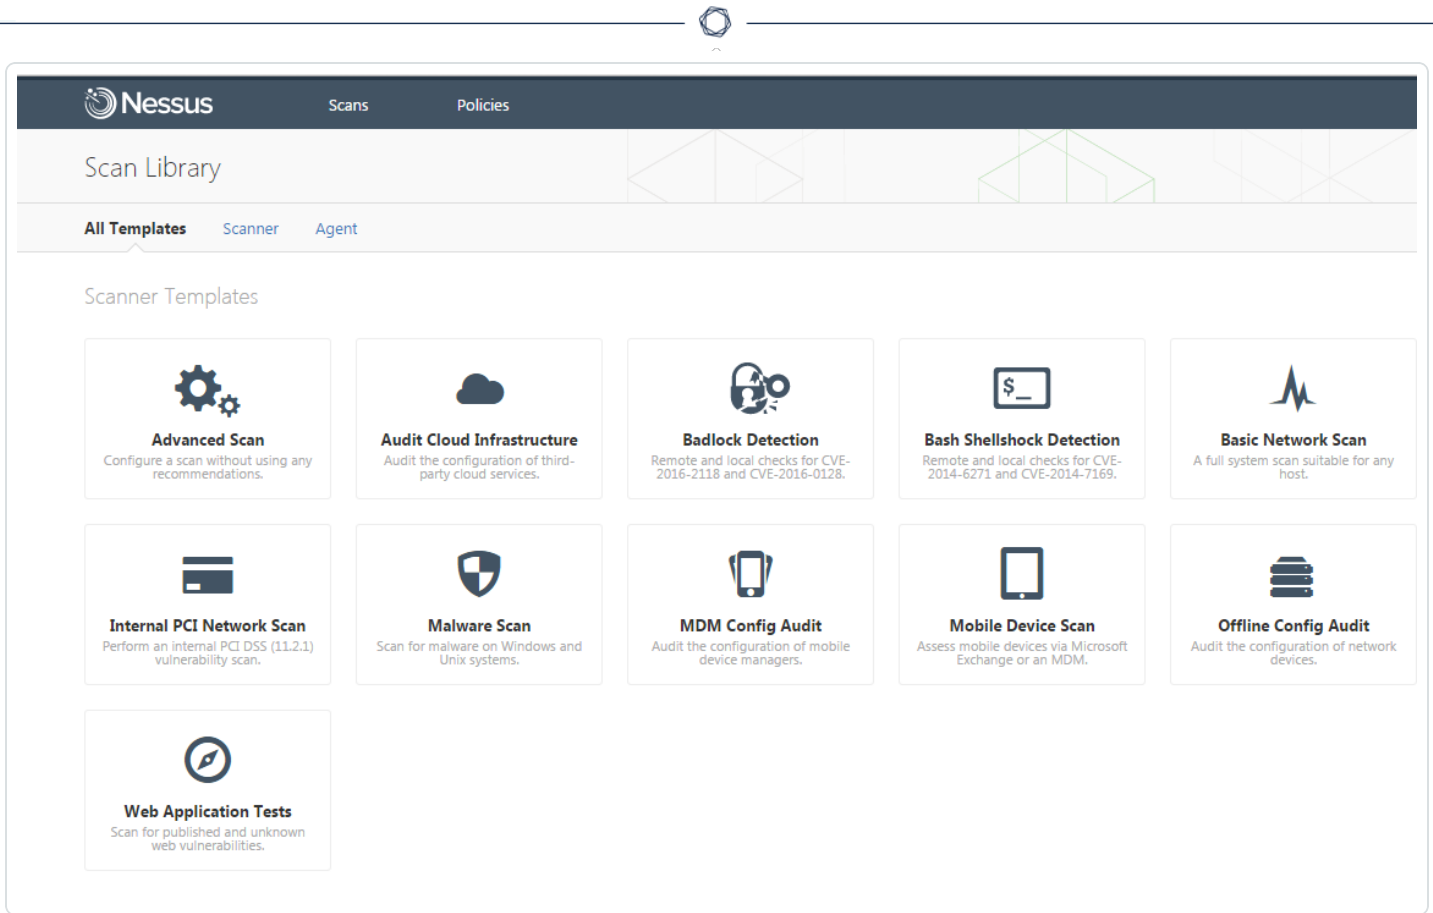 Nessus Scans Policies
Scan Library
All Templates Scanner Agent
Scanner Templates
$_
Advanced Scan
Configure a scan without using any
recommendations.
Audit Cloud Infrastructure
Audit the configuration of third-
party cloud services.
Badlock Detection
Remote and local checks for CVE-
2016-2118 and CVE-2016-0128.
Bash Shellshock Detection
Remote and local checks for CVE-
2014-6271 and CVE-2014-7169.
Basic Network Scan
A full system scan suitable for any
host.
Internal PCI Network Scan
Perform an internal PCI DSS (11.2.1)
vulnerability scan.
Malware Scan
Scan for malware on Windows and
Unix systems.
MDM Config Audit
Audit the configuration of mobile
device managers.
Mobile Device Scan
Assess mobile devices via Microsoft
Exchange or an MDM.
Offline Config Audit
Audit the configuration of network
devices.
Web Application Tests
Scan for published and unknown
web vulnerabilities.